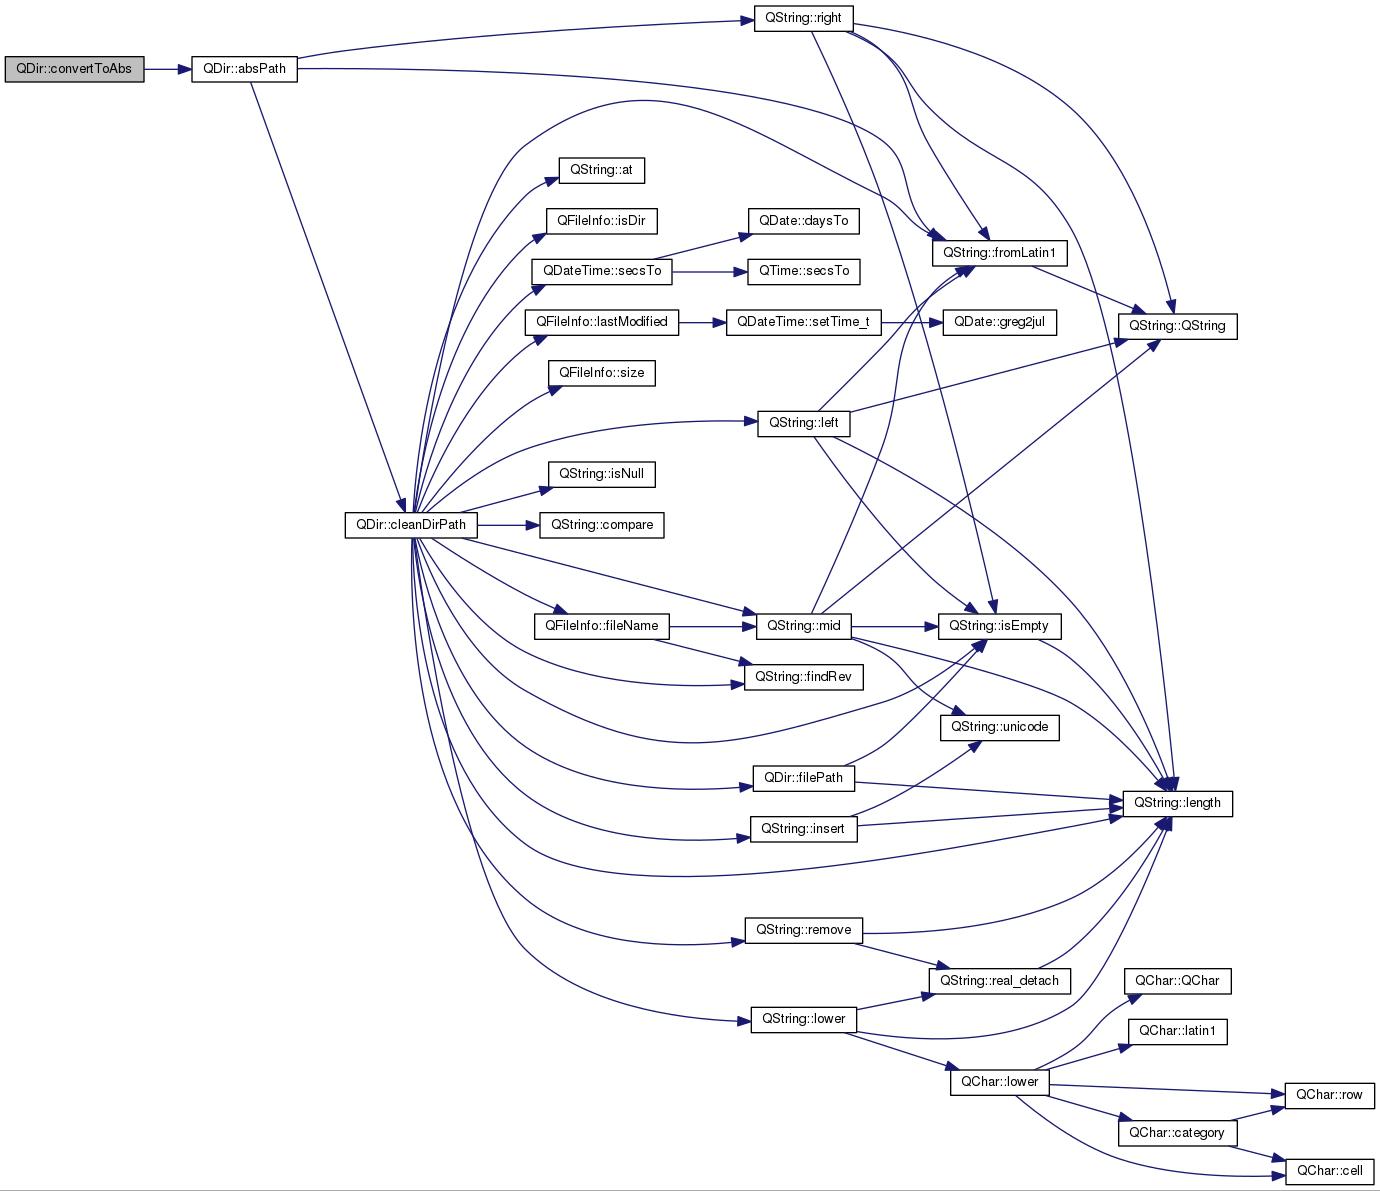 QString::right
QDir::convertToAbs
QDir::absPath
QString::at
QFileInfo::isDir
QDate::daysTo
QString::fromLatin1
QDateTime::secsTo
QTime::secsTo
QFileInfo::lastModified
QDateTime::setTime_t
QDate::greg2jul
QString::QString
QFileInfo::size
QString::left
QString::isNull
QDir::cleanDirPath
QString::compare
QFileInfo::fileName
QString::mid
QString::isEmpty
QString::findRev
QString::unicode
QDir::filePath
QString::length
QString::insert
QString::remove
QString::real_detach
QChar::QChar
QString::lower
QChar::latin1
QChar::lower
QChar::row
QChar::category
QChar::cell